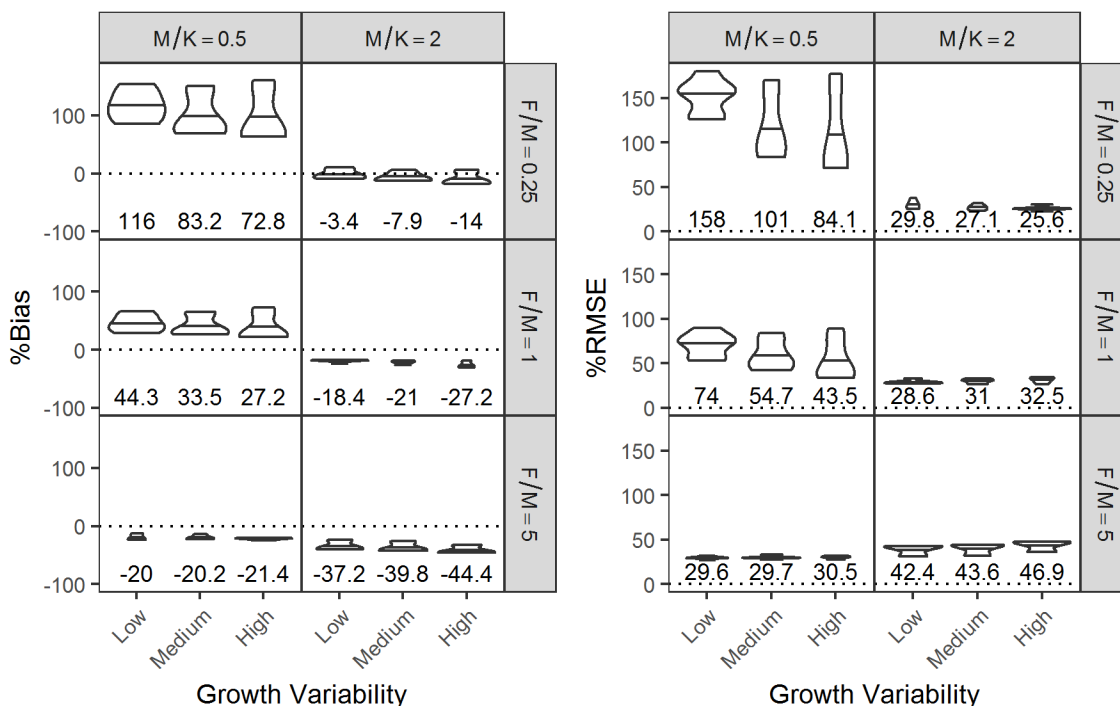 M/K = 0.5
M/K = 2
100
0
-100
116
83.2
72.8
-3.4
-7.9
-14
F/M = 0.25
100
0
-100
44.3
33.5
27.2
-18.4
-21
-27.2
F/M = 1
100
0
-100
-20
-20.2
-21.4
-37.2
-39.8
-44.4
F/M = 5
%Bias
Low
Medium
High
Low
Medium
High
Growth Variability
M/K = 0.5
M/K = 2
150
100
50
0
158
101
84.1
29.8
27.1
25.6
F/M = 0.25
150
100
50
0
74
54.7
43.5
28.6
31
32.5
F/M = 1
150
100
50
0
29.6
29.7
30.5
42.4
43.6
46.9
F/M = 5
%RMSE
Low
Medium
High
Low
Medium
High
Growth Variability